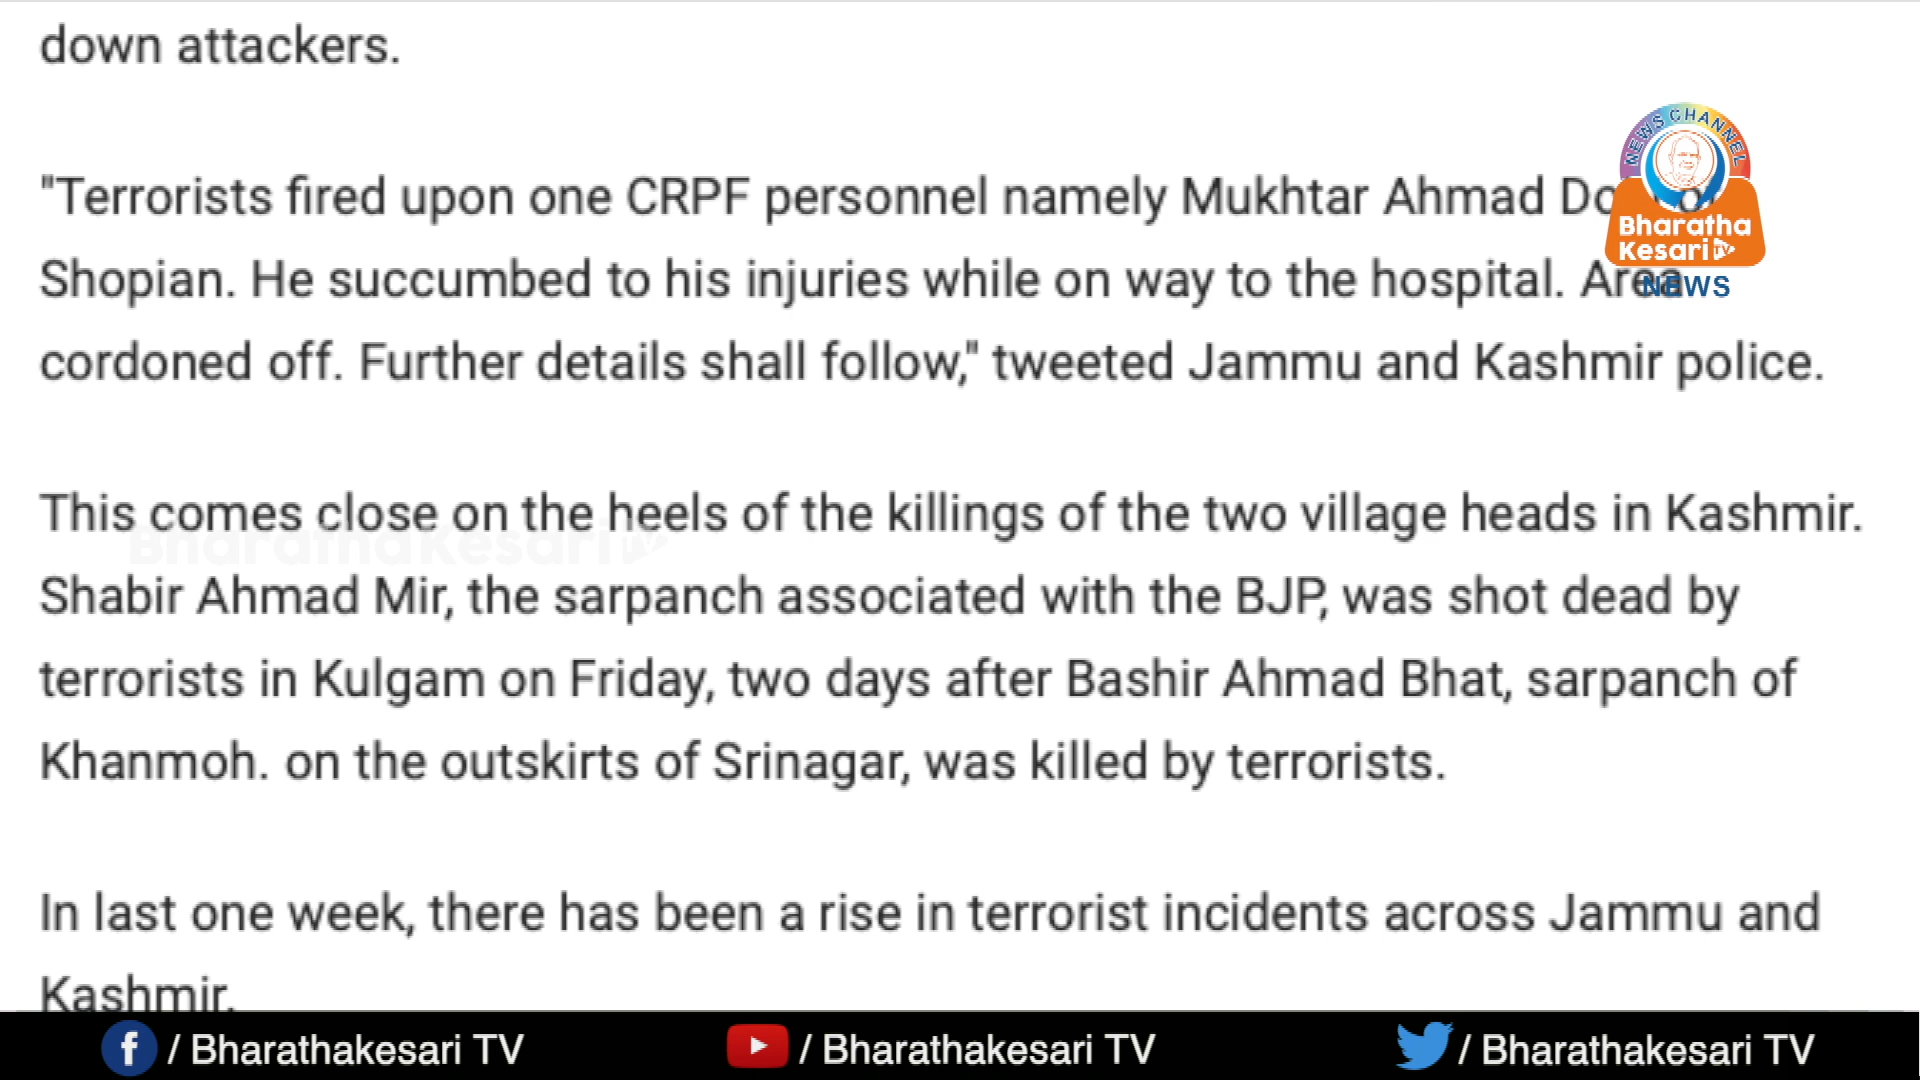 down attackers.
NEWS CHANNEL
"Terrorists fired upon one CRPF personnel namely Mukhtar Ahmad
Bharatha
Kesari TV
NEWS
Shopian. He succumbed to his injuries while on way to the hospital. Area
cordoned off. Further details shall follow," tweeted Jammu and Kashmir police.
This comes close on the heels of the killings of the two village heads in Kashmir.
Bharatha Kesari TV
Shabir Ahmad Mir, the sarpanch associated with the BJP, was shot dead by
terrorists in Kulgam on Friday, two days after Bashir Ahmad Bhat, sarpanch of
Khanmoh. on the outskirts of Srinagar, was killed by terrorists.
In last one week, there has been a rise in terrorist incidents across Jammu and
Kashmir.
/ Bharathakesari TV
/ Bharathakesari TV
/ Bharathakesari TV